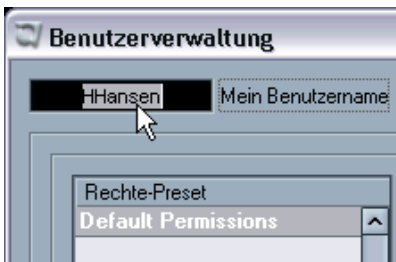 Benutzerverwaltung
HHansen Mein Benutzername
Rechte-Preset
Default Permissions